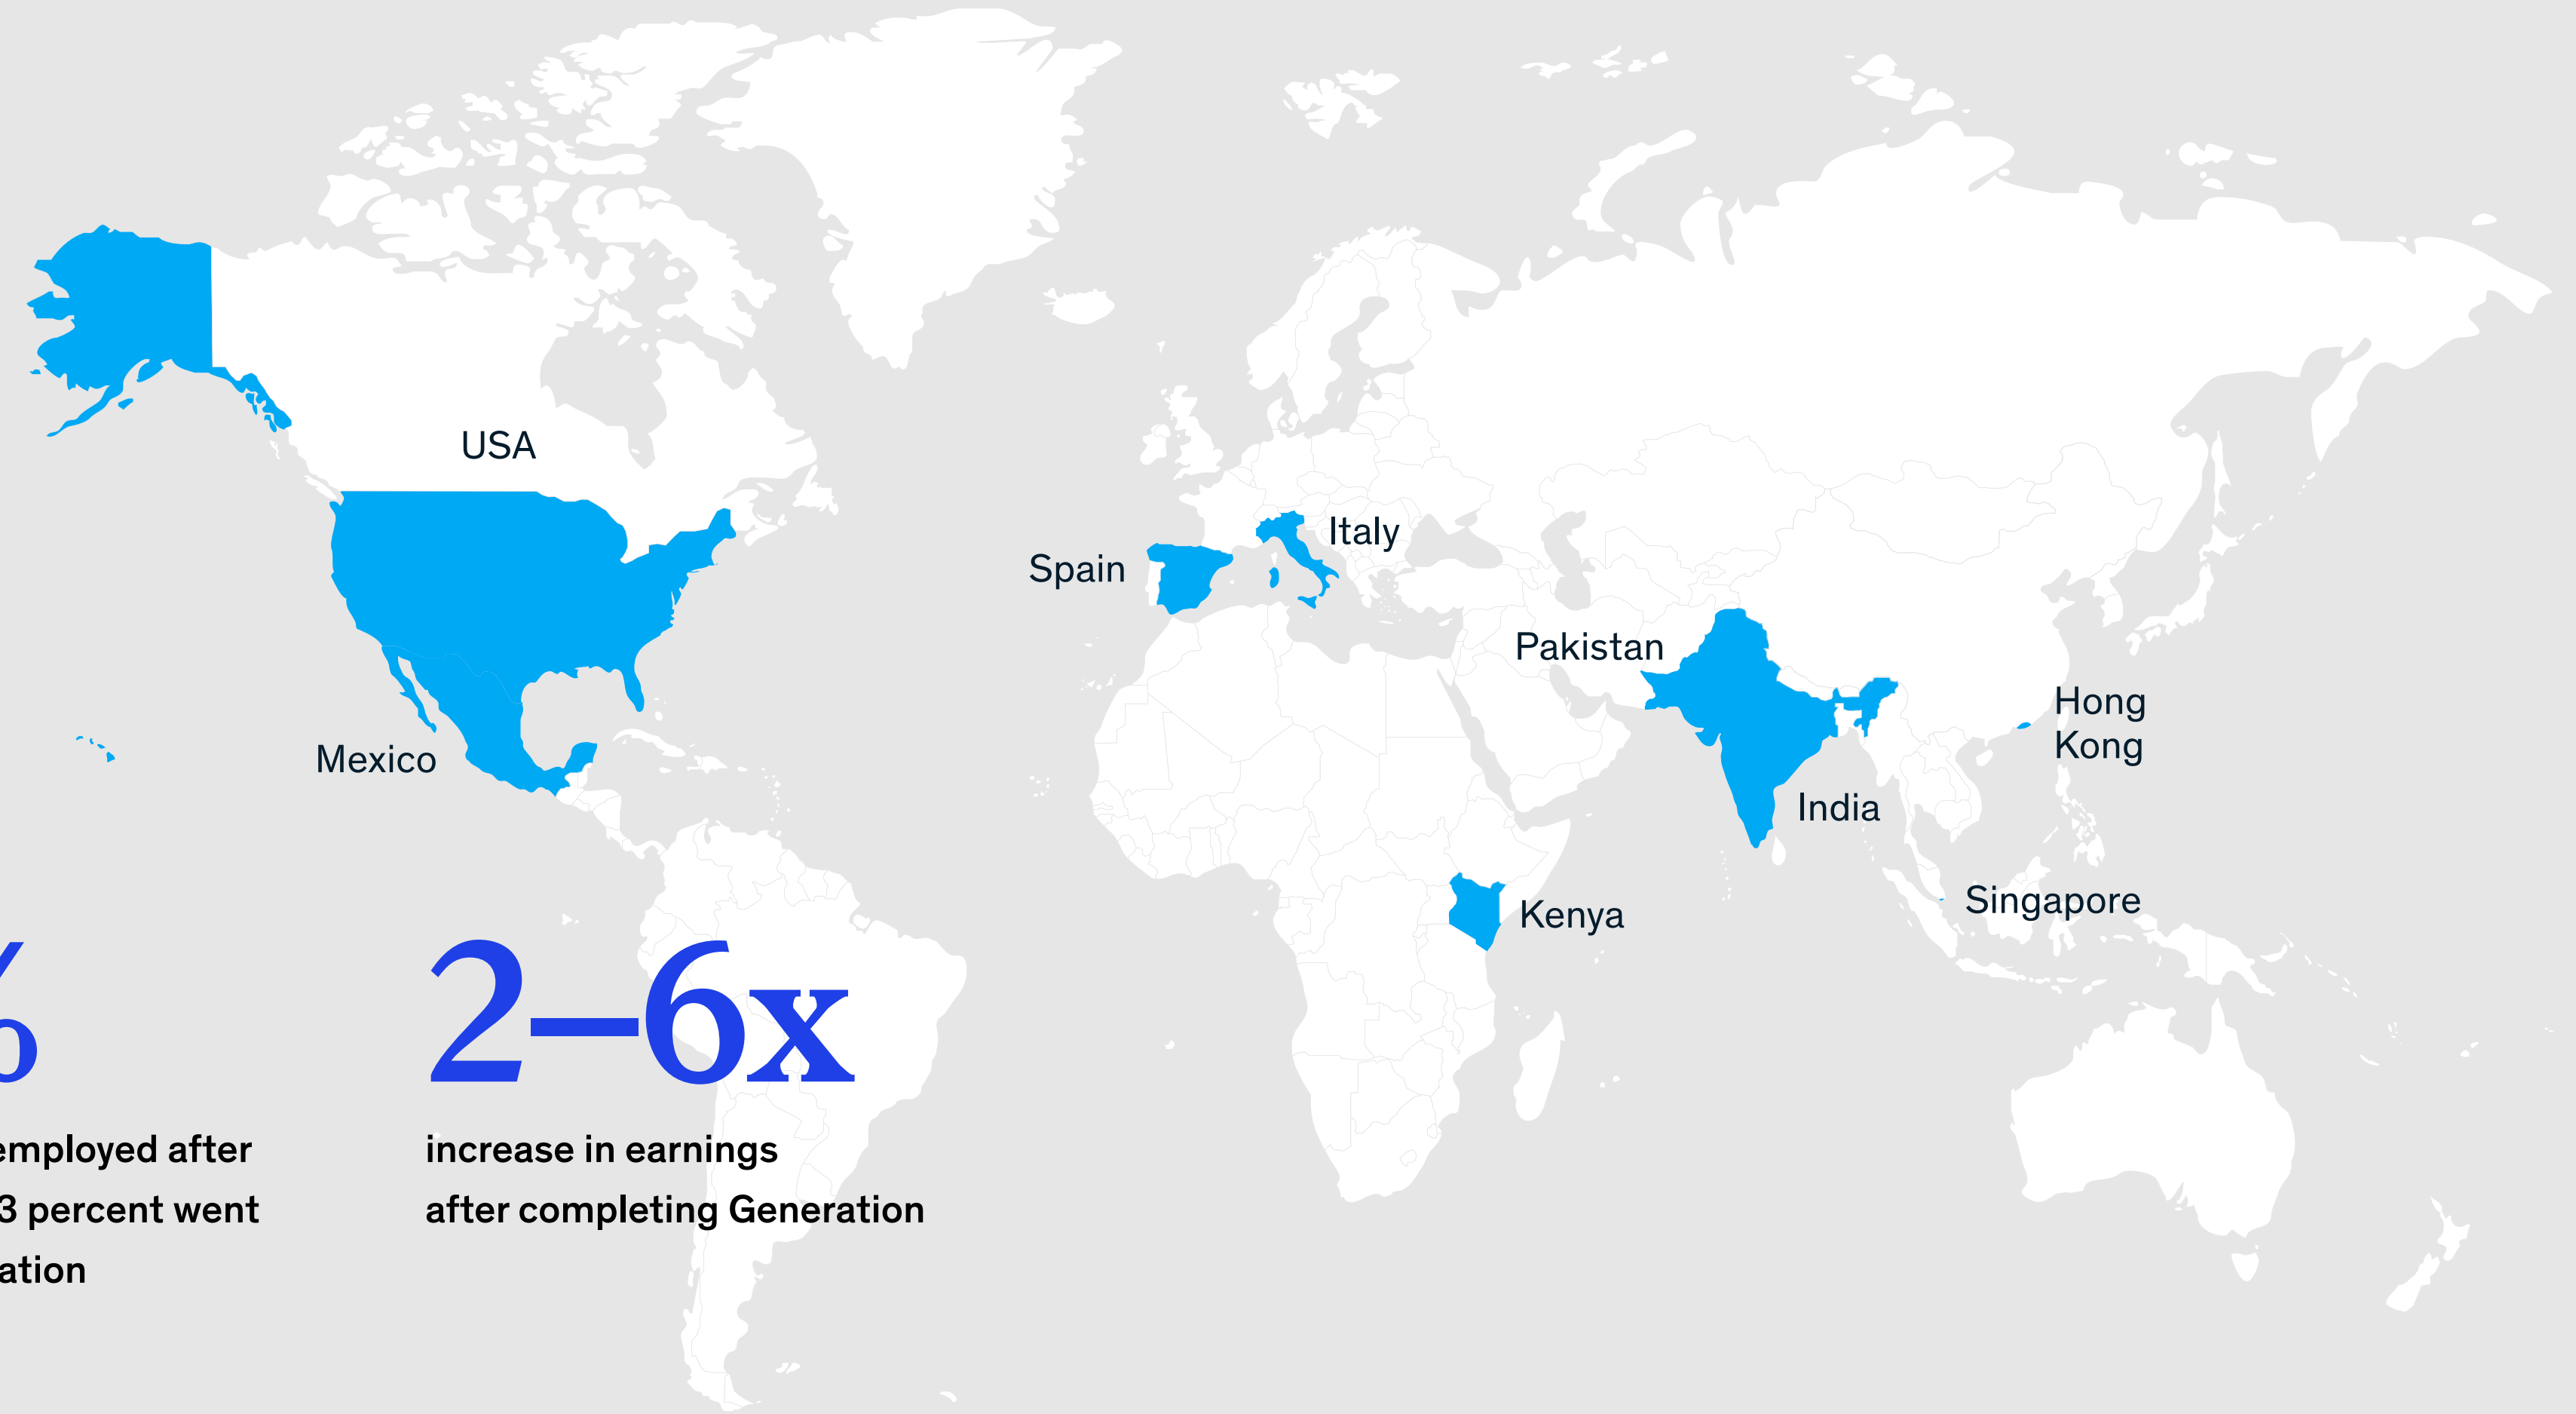 USA
Italy
Spain
Pakistan
Hong
Kong
Mexico
India
Singapore
Kenya
%
2–6x
employed after
3 percent went
ation
increase in earnings
after completing Generation